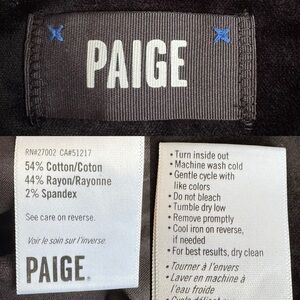 PAIGE
RN#27002 CA#51217
54% Cotton/Coton
44% Rayon/Rayonne
2% Spandex
See care on reverse.
Voir le soin sur l'inverse.
PAIGE®
• Turn inside out
• Machine wash cold
• Gentle cycle with
like colors
• Do not bleach
• Tumble dry low
• Remove promptly
• Cool iron on reverse,
if needed
• For best results, dry clean
• Tourner à l'envers
• Laver en machine à
l'eau froide